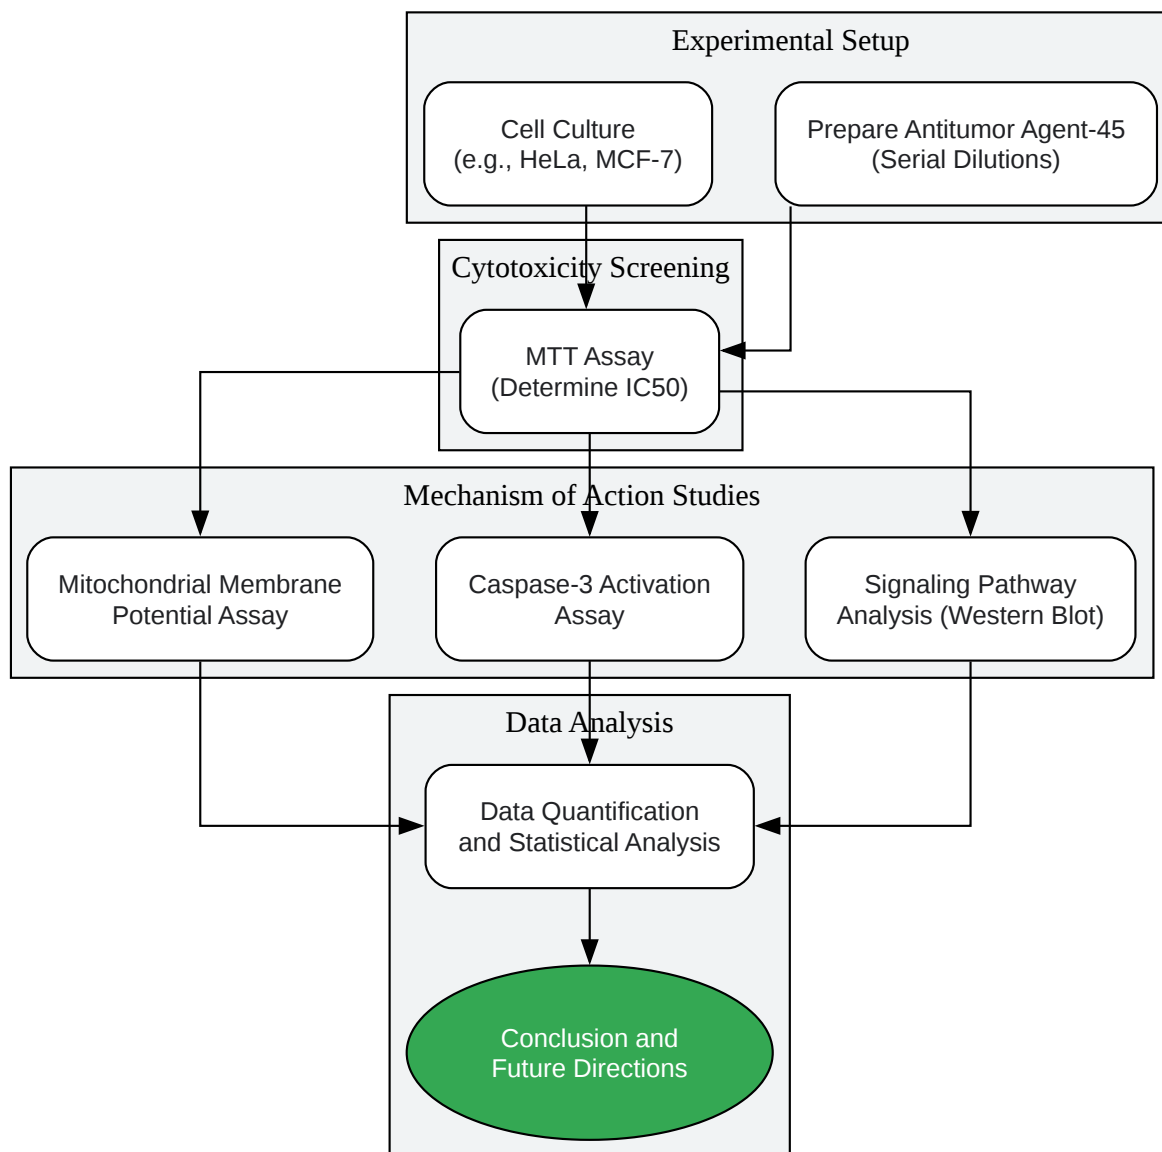 Experimental Setup
Cell Culture
(e.g., HeLa, MCF-7)
Prepare Antitumor Agent-45
(Serial Dilutions)
Cytotoxicity Screening
MTT Assay
(Determine IC50)
Mechanism of Action Studies
Mitochondrial Membrane
Potential Assay
Caspase-3 Activation
Assay
Signaling Pathway
Analysis (Western Blot)
Data Analysis
Data Quantification
and Statistical Analysis
Conclusion and
Future Directions